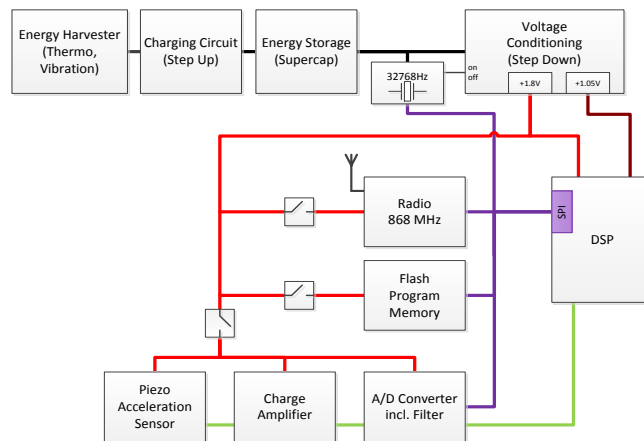 Energy Harvester
(Thermo,
Vibration)
Charging Circuit
(Step Up)
Energy Storage
(Supercap)
Voltage
Conditioning
(Step Down)
32768Hz
on
off
+1.8V
+1.05V
Radio
868 MHz
SPI
DSP
Flash
Program
Memory
Piezo
Acceleration
Sensor
Charge
Amplifier
A/D Converter
incl. Filter